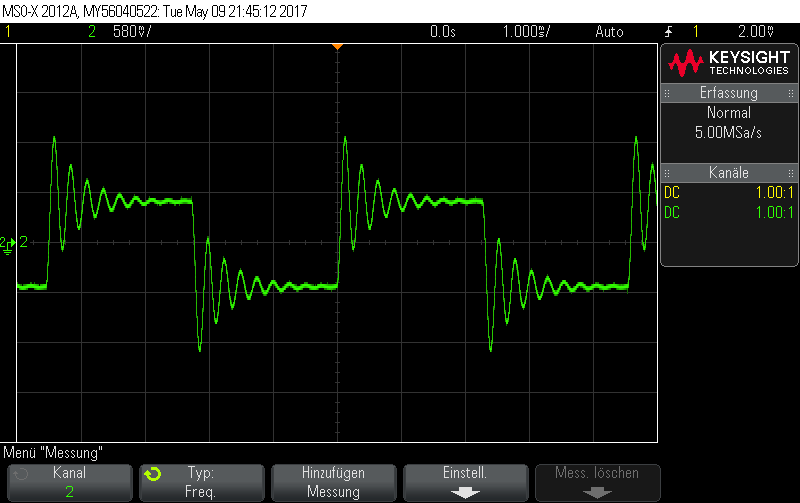 MSO-X 2012A, MY56040522: Tue May 09 21:45:12 2017
1 2 580mV/ 0.0s 1.000ms/ Auto 1 2.00V
KEYSIGHT
TECHNOLOGIES
Erfassung
Normal
5.00MSa/s
Kanäle
DC 1.00:1
DC 1.00:1
2 2
Menü "Messung"
Kanal
2
Typ:
Freq.
Hinzufügen
Messung
Einstell.
Mess. löschen